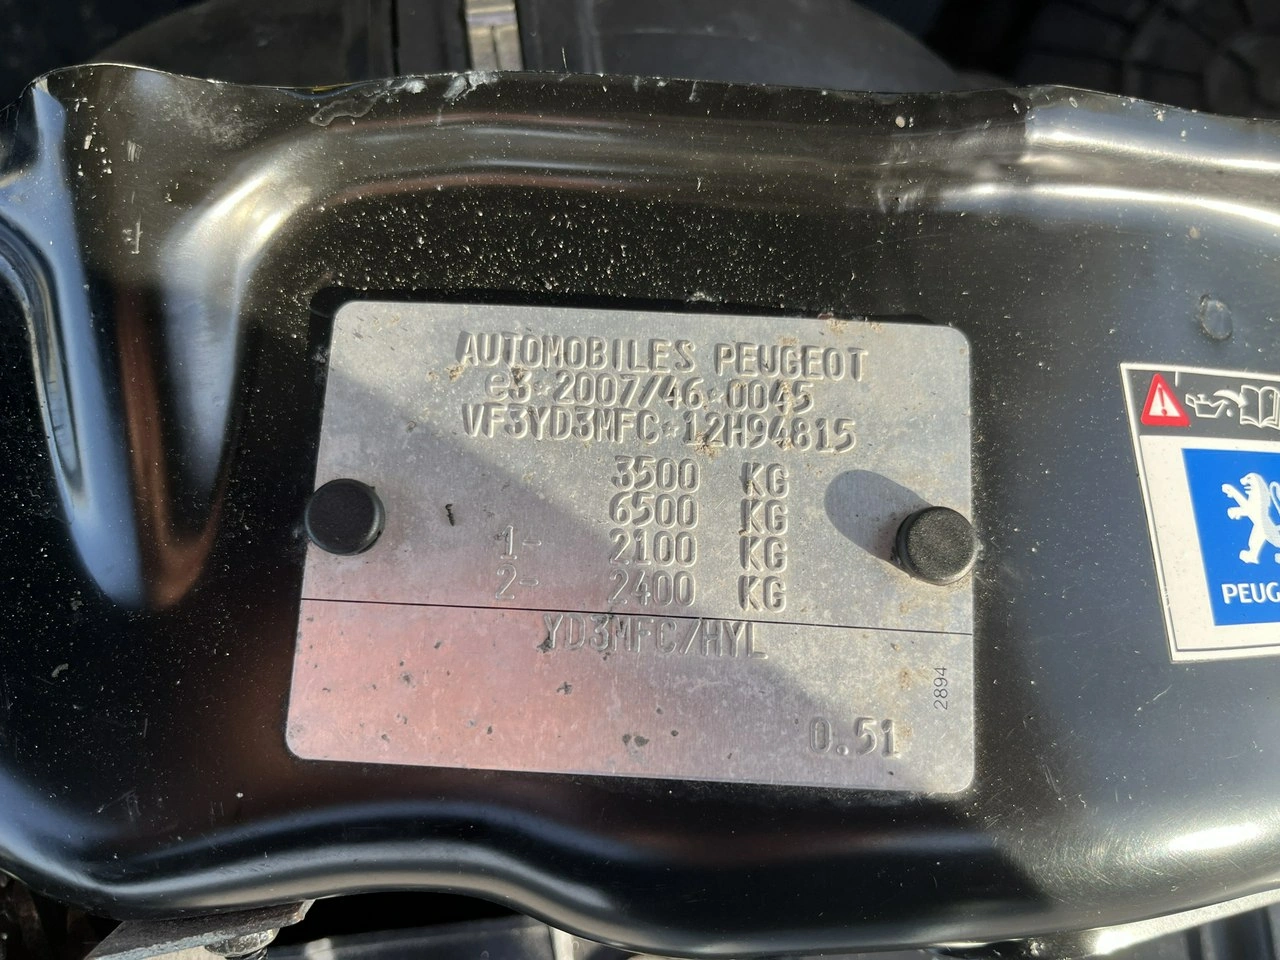 AUTOMOBILES PEUGEOT
e3*2007/46*0045
VF3YD3MFC*12H94815
3500 KG
6500 KG
1- 2100 KG
2- 2400 KG
YD3MFC/HYL
2894
0.51
PEUG